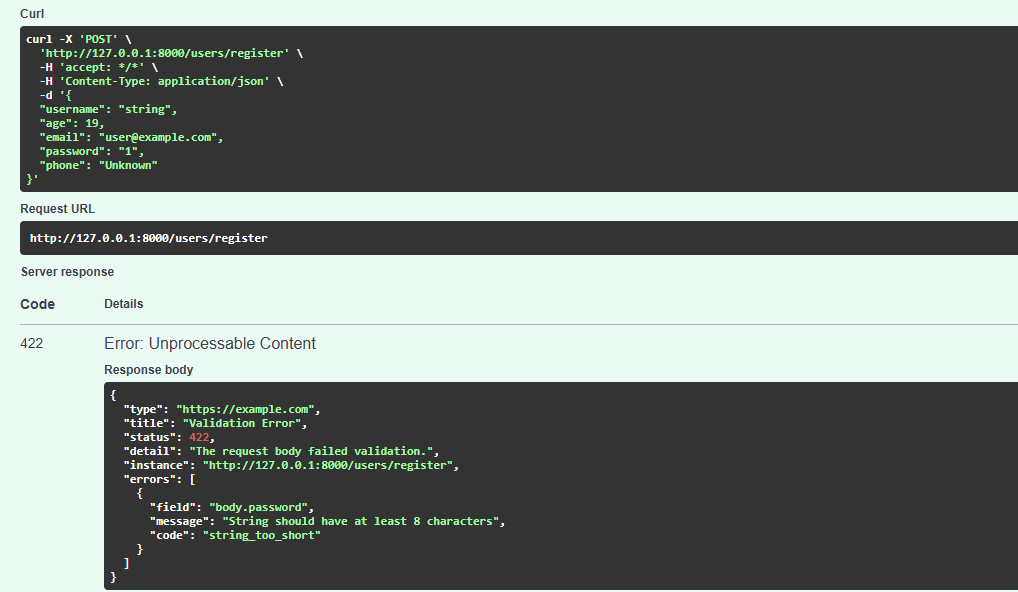 Curl
curl -X 'POST' \
  'http://127.0.0.1:8000/users/register' \
  -H 'accept: */*' \
  -H 'Content-Type: application/json' \
  -d '{
  "username": "string",
  "age": 19,
  "email": "user@example.com",
  "password": "1",
  "phone": "Unknown"
}'
Request URL
http://127.0.0.1:8000/users/register
Server response
Code Details
422 Error: Unprocessable Content
Response body
{
  "type": "https://example.com",
  "title": "Validation Error",
  "status": 422,
  "detail": "The request body failed validation.",
  "instance": "http://127.0.0.1:8000/users/register",
  "errors": [
    {
      "field": "body.password",
      "message": "String should have at least 8 characters",
      "code": "string_too_short"
    }
  ]
}